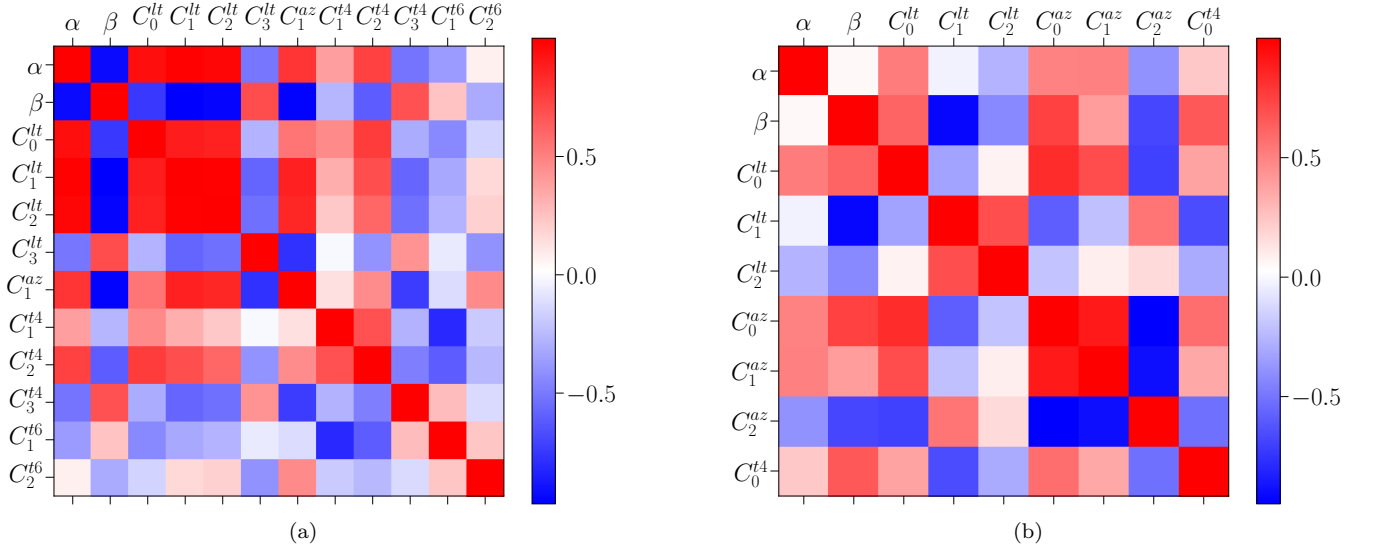 α β C_0^{lt} C_1^{lt} C_2^{lt} C_3^{lt} C_1^{az} C_1^{t4} C_2^{t4} C_3^{t4} C_1^{t6} C_2^{t6}
α
β
C_0^{lt}
C_1^{lt}
C_2^{lt}
C_3^{lt}
C_1^{az}
C_1^{t4}
C_2^{t4}
C_3^{t4}
C_1^{t6}
C_2^{t6}
0.5
0.0
−0.5
(a)
α β C_0^{lt} C_1^{lt} C_2^{lt} C_0^{az} C_1^{az} C_2^{az} C_0^{t4}
α
β
C_0^{lt}
C_1^{lt}
C_2^{lt}
C_0^{az}
C_1^{az}
C_2^{az}
C_0^{t4}
0.5
0.0
−0.5
(b)